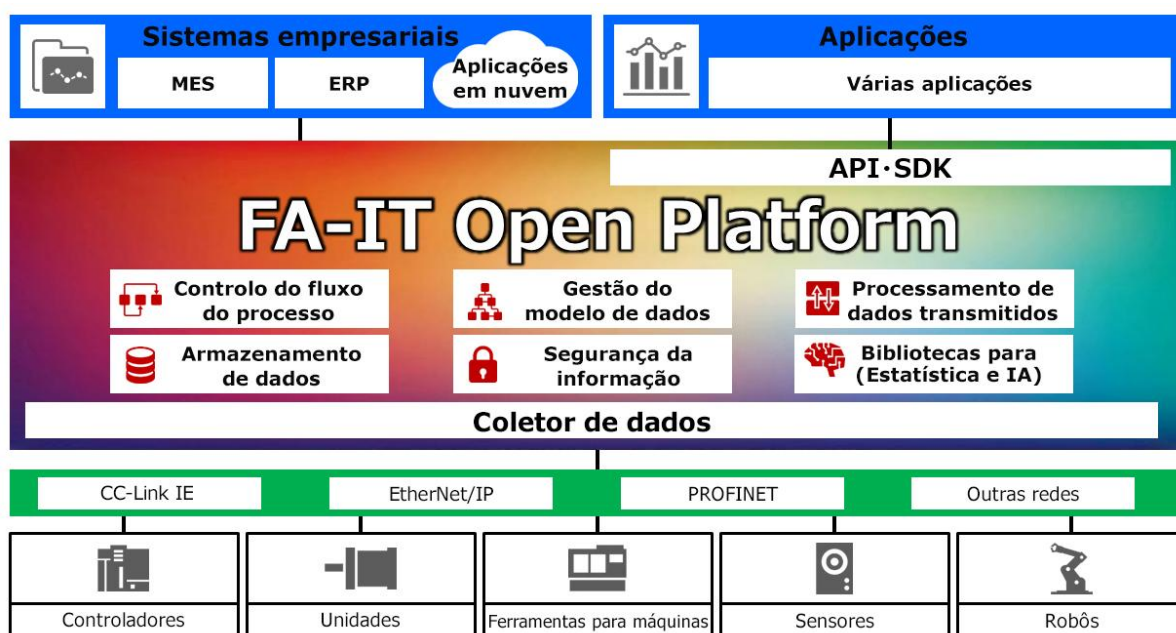 Sistemas empresariais
MES
ERP
Aplicações
em nuvem
Aplicações
Várias aplicações
API·SDK
FA-IT Open Platform
Controlo do fluxo
do processo
Gestão do
modelo de dados
Processamento de
dados transmitidos
Armazenamento
de dados
Segurança da
informação
Bibliotecas para
(Estatística e IA)
Coletor de dados
CC-Link IE
EtherNet/IP
PROFINET
Outras redes
Controladores
Unidades
Ferramentas para máquinas
Sensores
Robôs